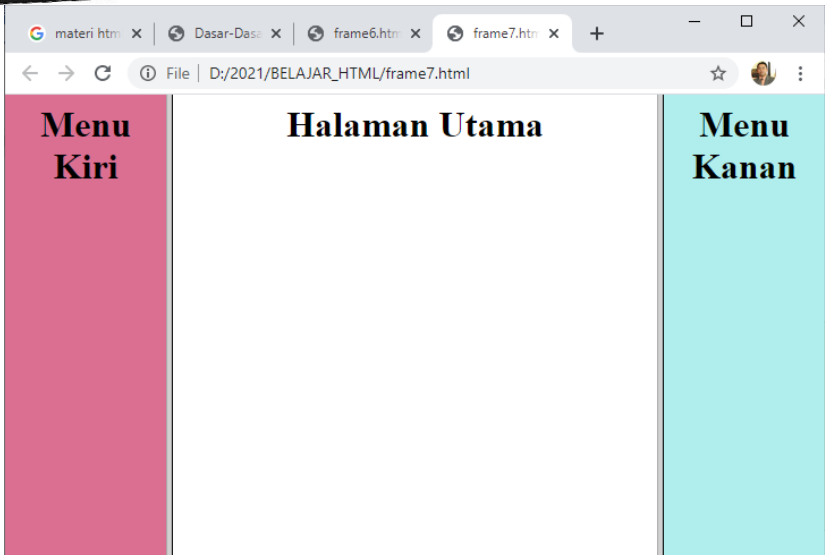 materi htm
Dasar-Dasa
frame6.htm
frame7.htm
File
D:/2021/BELAJAR_HTML/frame7.html
Menu
Kiri
Halaman Utama
Menu
Kanan